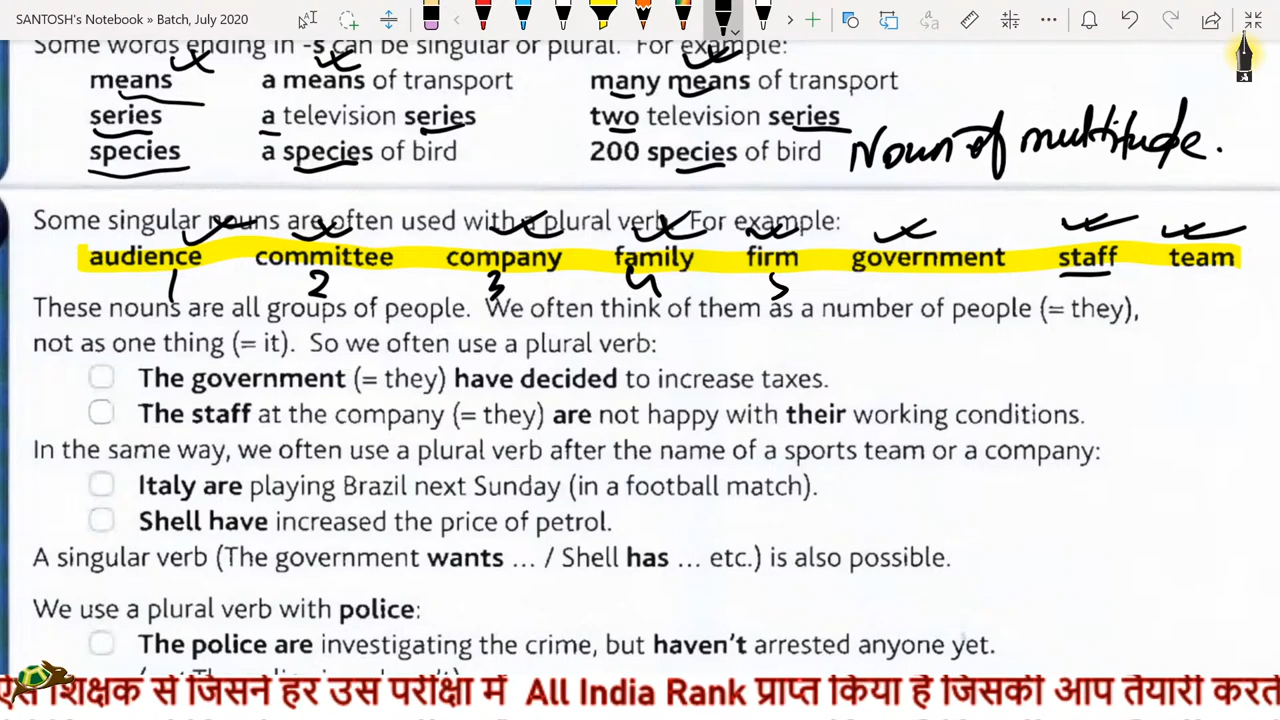 SANTOSH's Notebook » Batch, July 2020
Some words ending in -s can be singular or plural. For example:
means a means of transport many means of transport
series a television series two television series
species a species of bird 200 species of bird
Noun of multitude.
Some singular nouns are often used with a plural verb. For example:
audience committee company family firm government staff team
1 2 3 4 5
These nouns are all groups of people. We often think of them as a number of people (= they),
not as one thing (= it). So we often use a plural verb:
The government (= they) have decided to increase taxes.
The staff at the company (= they) are not happy with their working conditions.
In the same way, we often use a plural verb after the name of a sports team or a company:
Italy are playing Brazil next Sunday (in a football match).
Shell have increased the price of petrol.
A singular verb (The government wants … / Shell has … etc.) is also possible.
We use a plural verb with police:
The police are investigating the crime, but haven't arrested anyone yet.
शिक्षक से जिसने हर उस परीक्षा में All India Rank प्राप्त किया है जिसकी आप तैयारी करते